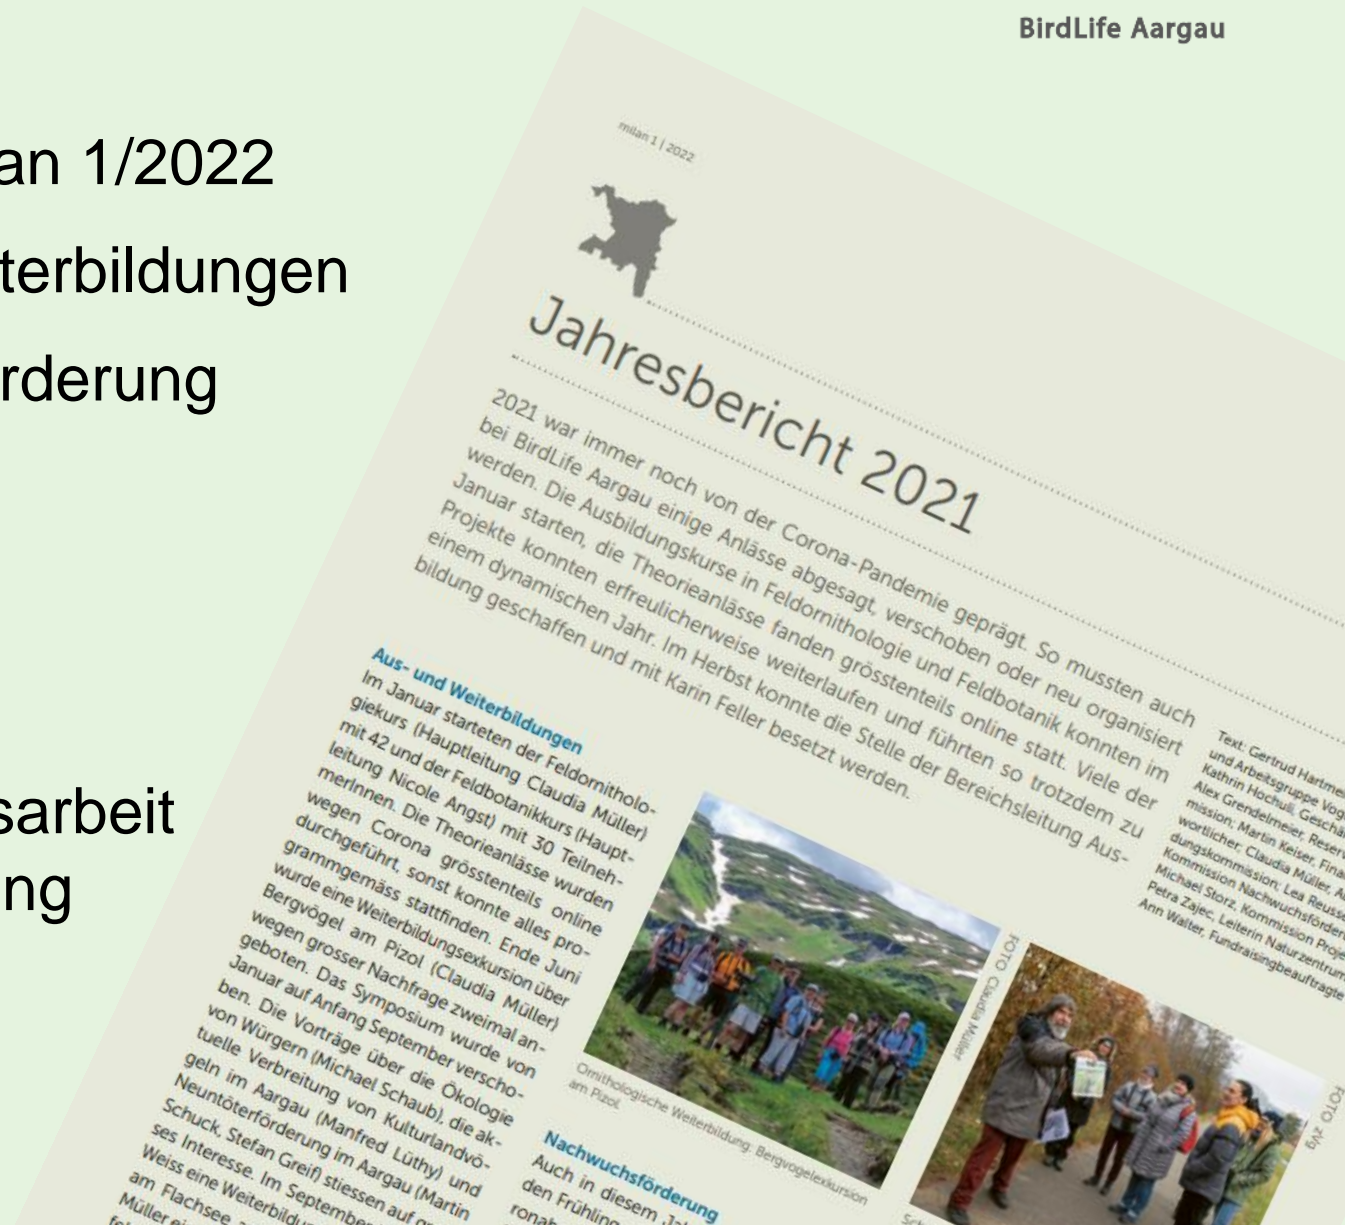 BirdLife Aargau
an 1/2022
terbildungen
rderung
sarbeit
ng
milan 1 | 2022
Jahresbericht 2021
2021 war immer noch von der Corona-Pandemie geprägt. So mussten auch
bei BirdLife Aargau einige Anlässe abgesagt, verschoben oder neu organisiert
werden. Die Ausbildungskurse in Feldornithologie und Feldbotanik konnten im
Januar starten, die Theorieanlässe fanden grösstenteils online statt. Viele der
Projekte konnten erfreulicherweise weiterlaufen und führten so trotzdem zu
einem dynamischen Jahr. Im Herbst konnte die Stelle der Bereichsleitung Aus-
bildung geschaffen und mit Karin Feller besetzt werden.
Text: Gertrud Hartme
und Arbeitsgruppe Vog
Kathrin Hochuli, Geschä
Alex Grendelmeier, Reserv
mission; Martin Keiser, Fina
wortlicher; Claudia Müller, A
dungskommission; Lea Reusse
Kommission Nachwuchsförder
Michael Storz, Kommission Proje
Petra Zajec, Leiterin Naturzentrum
Ann Walter, Fundraisingbeauftragte
Aus- und Weiterbildungen
Im Januar starteten der Feldornitholo-
giekurs (Hauptleitung Claudia Müller)
mit 42 und der Feldbotanikkurs (Haupt-
leitung Nicole Angst) mit 30 Teilneh-
merInnen. Die Theorieanlässe wurden
wegen Corona grösstenteils online
durchgeführt, sonst konnte alles pro-
grammgemäss stattfinden. Ende Juni
wurde eine Weiterbildungsexkursion über
Bergvögel am Pizol (Claudia Müller)
wegen grosser Nachfrage zweimal an-
geboten. Das Symposium wurde von
Januar auf Anfang September verscho-
ben. Die Vorträge über die Ökologie
von Würgern (Michael Schaub), die ak-
tuelle Verbreitung von Kulturlandvö-
geln im Aargau (Manfred Lüthy) und
Neuntöterförderung im Aargau (Martin
Schuck, Stefan Greif) stiessen auf
ses Interesse. Im September
Weiss eine Weiterbildu
am Flachsee
Müller
FOTO Claudia Müller
Ornithologische Weiterbildung: Bergvogelexkursion
am Pizol.
FOTO zVg
Nachwuchsförderung
Auch in diesem Ja
den Frühling